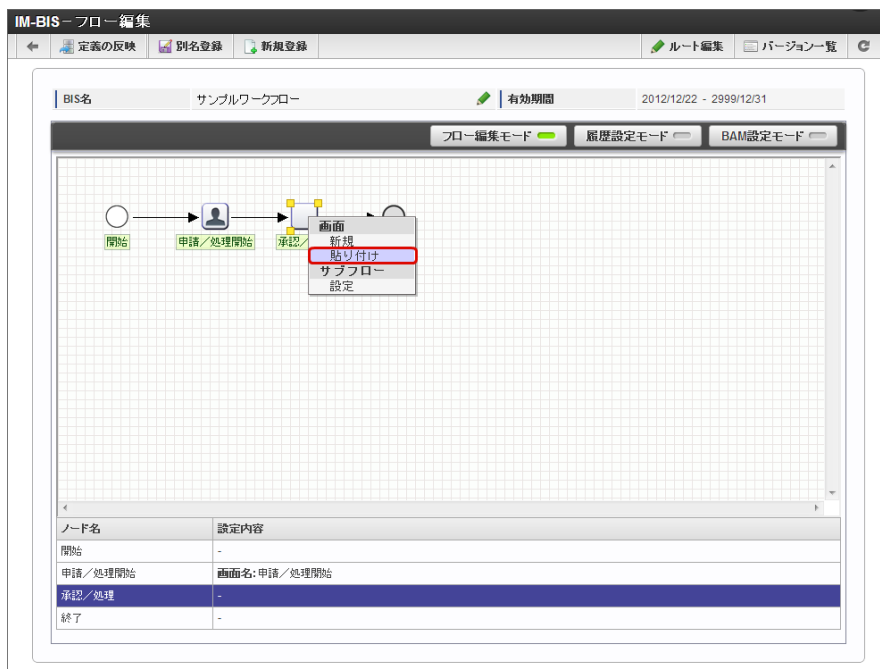 IM-BIS－フロー編集
定義の反映 別名登録 新規登録 ルート編集 バージョン一覧
BIS名 サンプルワークフロー 有効期間 2012/12/22 - 2999/12/31
フロー編集モード 履歴設定モード BAM設定モード
開始 申請／処理開始 承認／
画面
新規
貼り付け
サブフロー
設定
ノード名 設定内容
開始 -
申請／処理開始 画面名: 申請／処理開始
承認／処理 -
終了 -